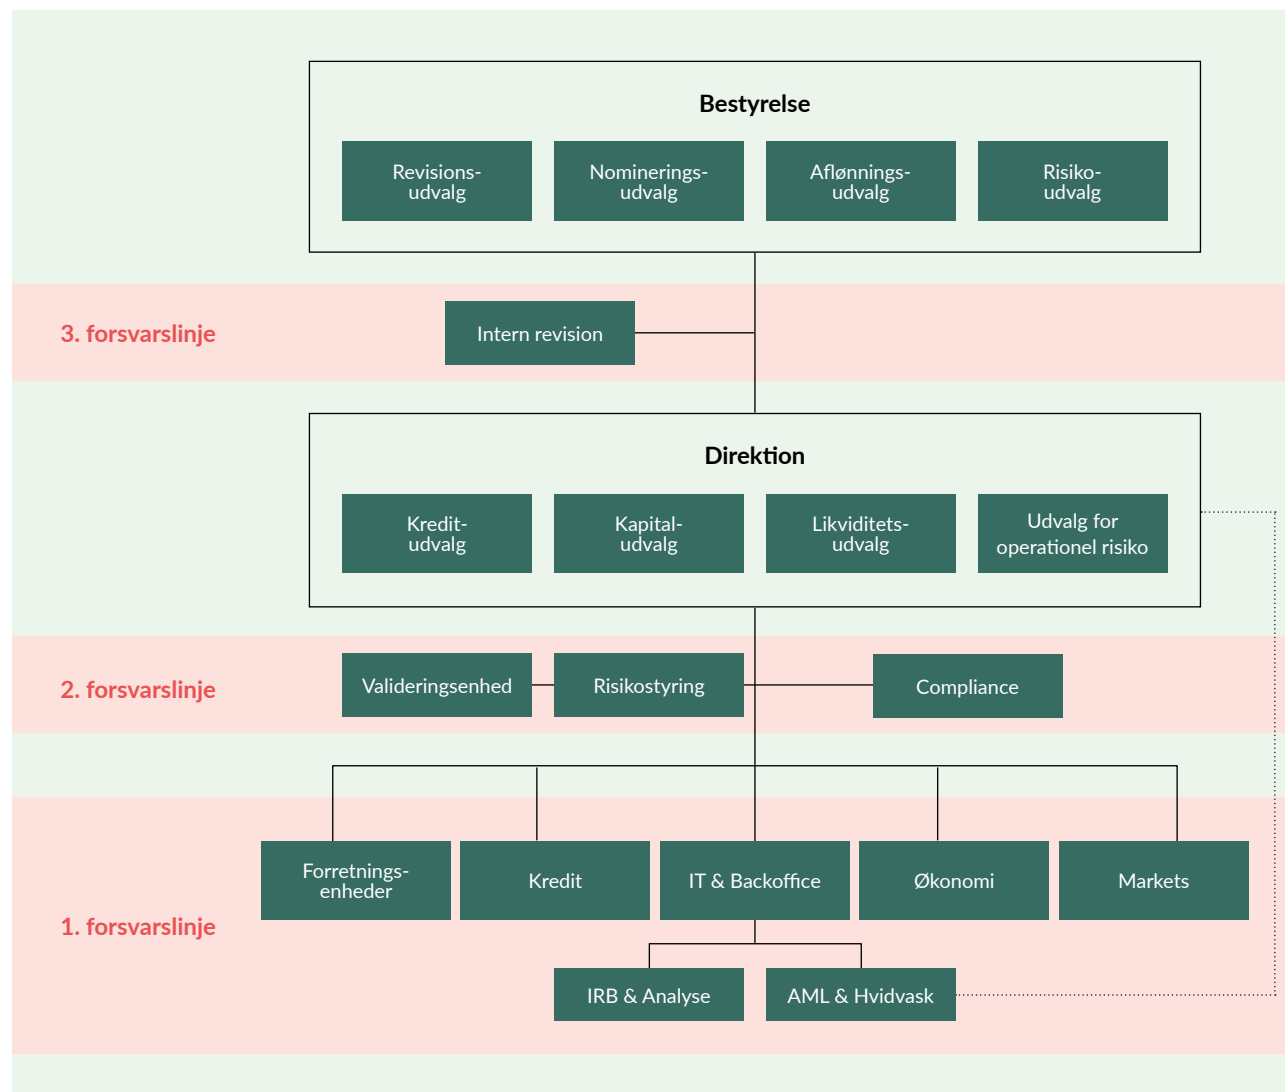 Bestyrelse
Revisions-
udvalg
Nominerings-
udvalg
Aflønnings-
udvalg
Risiko-
udvalg
3. forsvarslinje
Intern revision
Direktion
Kredit-
udvalg
Kapital-
udvalg
Likviditets-
udvalg
Udvalg for
operationel risiko
2. forsvarslinje
Valideringsenhed
Risikostyring
Compliance
1. forsvarslinje
Forretnings-
enheder
Kredit
IT & Backoffice
Økonomi
Markets
IRB & Analyse
AML & Hvidvask